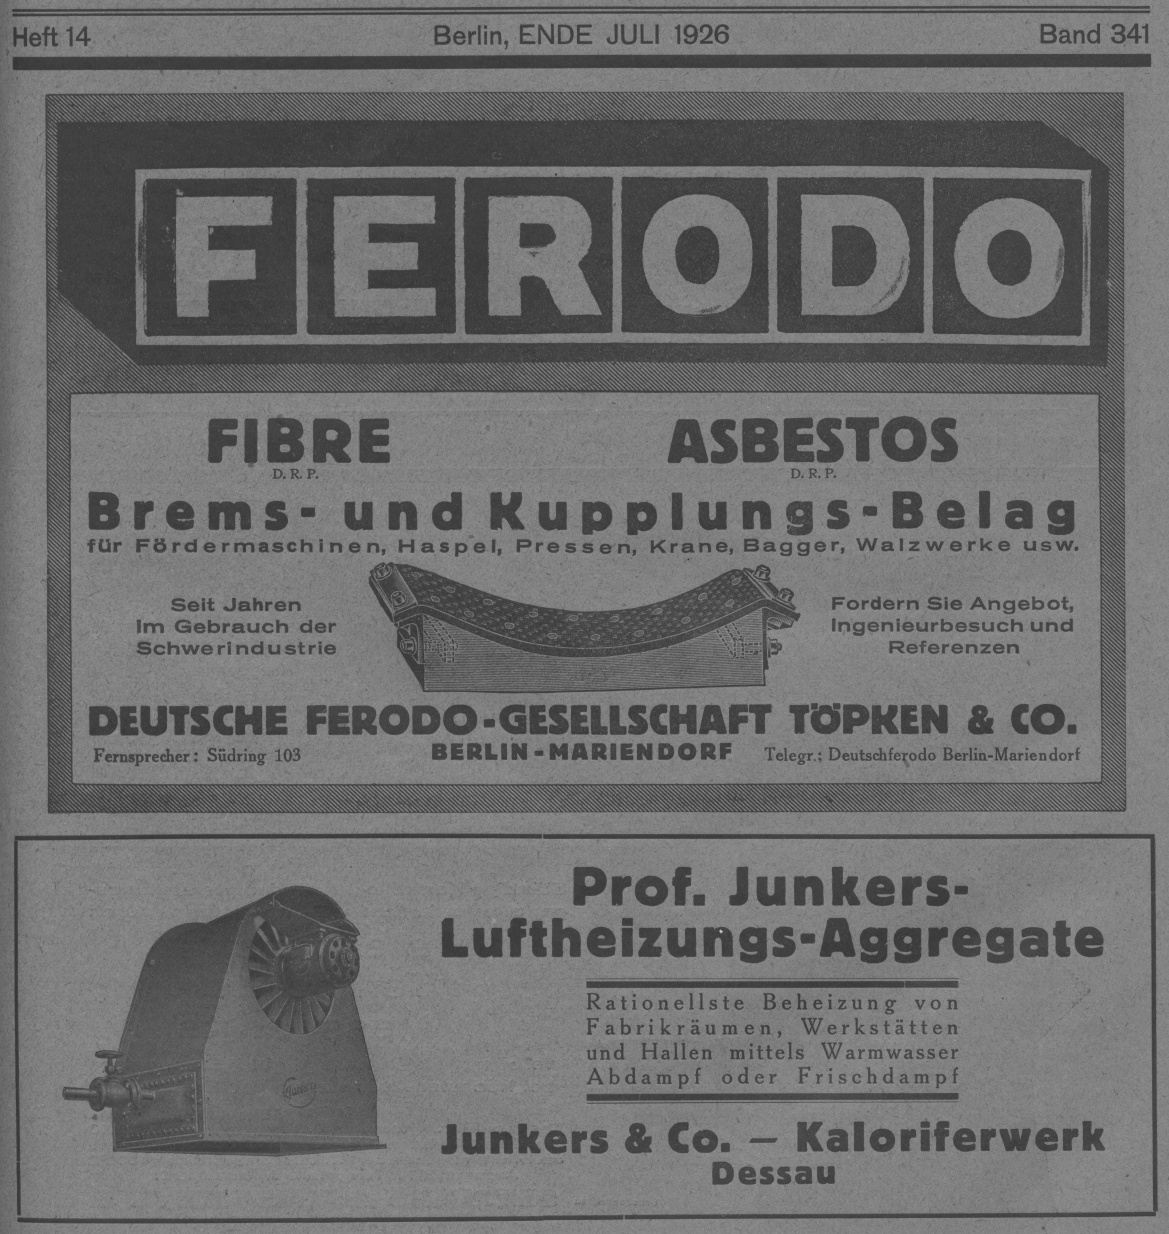 Heft 14 Berlin, ENDE JULI 1926 Band 341
FERODO
FIBRE ASBESTOS
D. R. P. D. R. P.
Brems- und Kupplungs-Belag
für Fördermaschinen, Haspel, Pressen, Krane, Bagger, Walzwerke usw.
Seit Jahren
im Gebrauch der
Schwerindustrie
Fordern Sie Angebot,
Ingenieurbesuch und
Referenzen
DEUTSCHE FERODO-GESELLSCHAFT TÖPKEN & CO.
Fernsprecher: Südring 103 BERLIN-MARIENDORF Telegr.: Deutschferodo Berlin-Mariendorf
Prof. Junkers-
Luftheizungs-Aggregate
Rationellste Beheizung von
Fabrikräumen, Werkstätten
und Hallen mittels Warmwasser
Abdampf oder Frischdampf
Junkers & Co. — Kaloriferwerk
Dessau